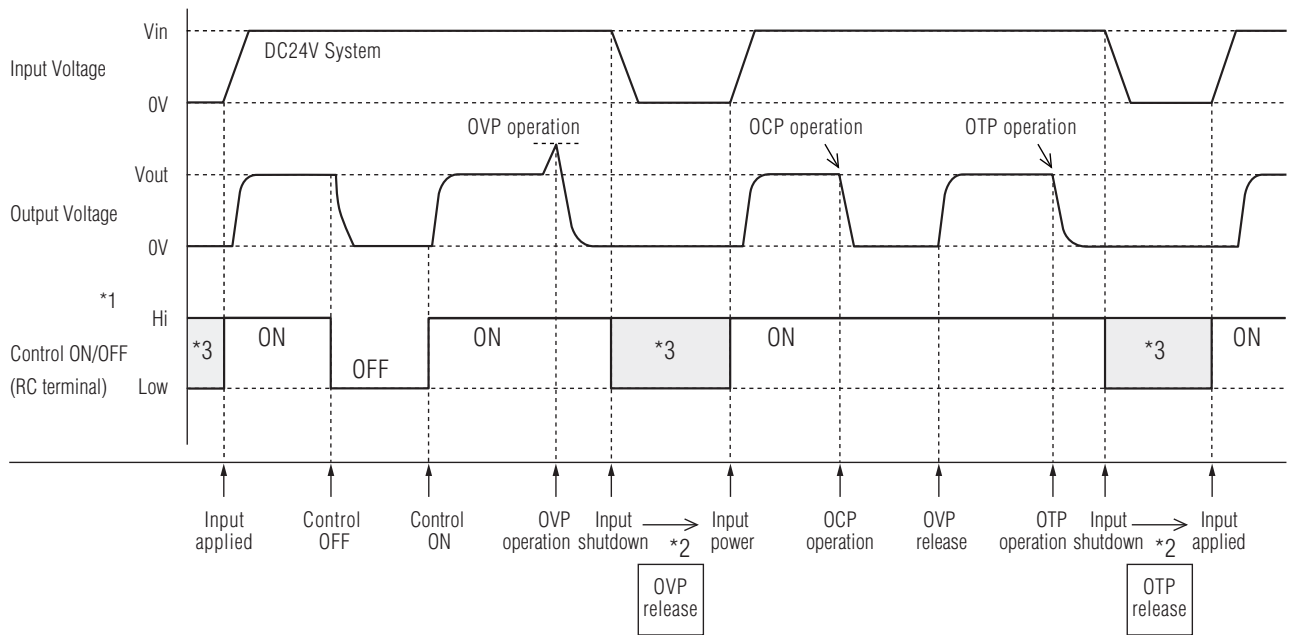 Vin
DC24V System
Input Voltage
0V
OVP operation
OCP operation
OTP operation
Vout
Output Voltage
0V
*1
Hi
*3
ON
ON
*3
ON
*3
ON
Control ON/OFF
OFF
(RC terminal)
Low
Input
applied
Control
OFF
Control
ON
OVP
operation
Input
shutdown
*2
Input
power
OCP
operation
OVP
release
OTP
operation
Input
shutdown
*2
Input
applied
OVP
release
OTP
release